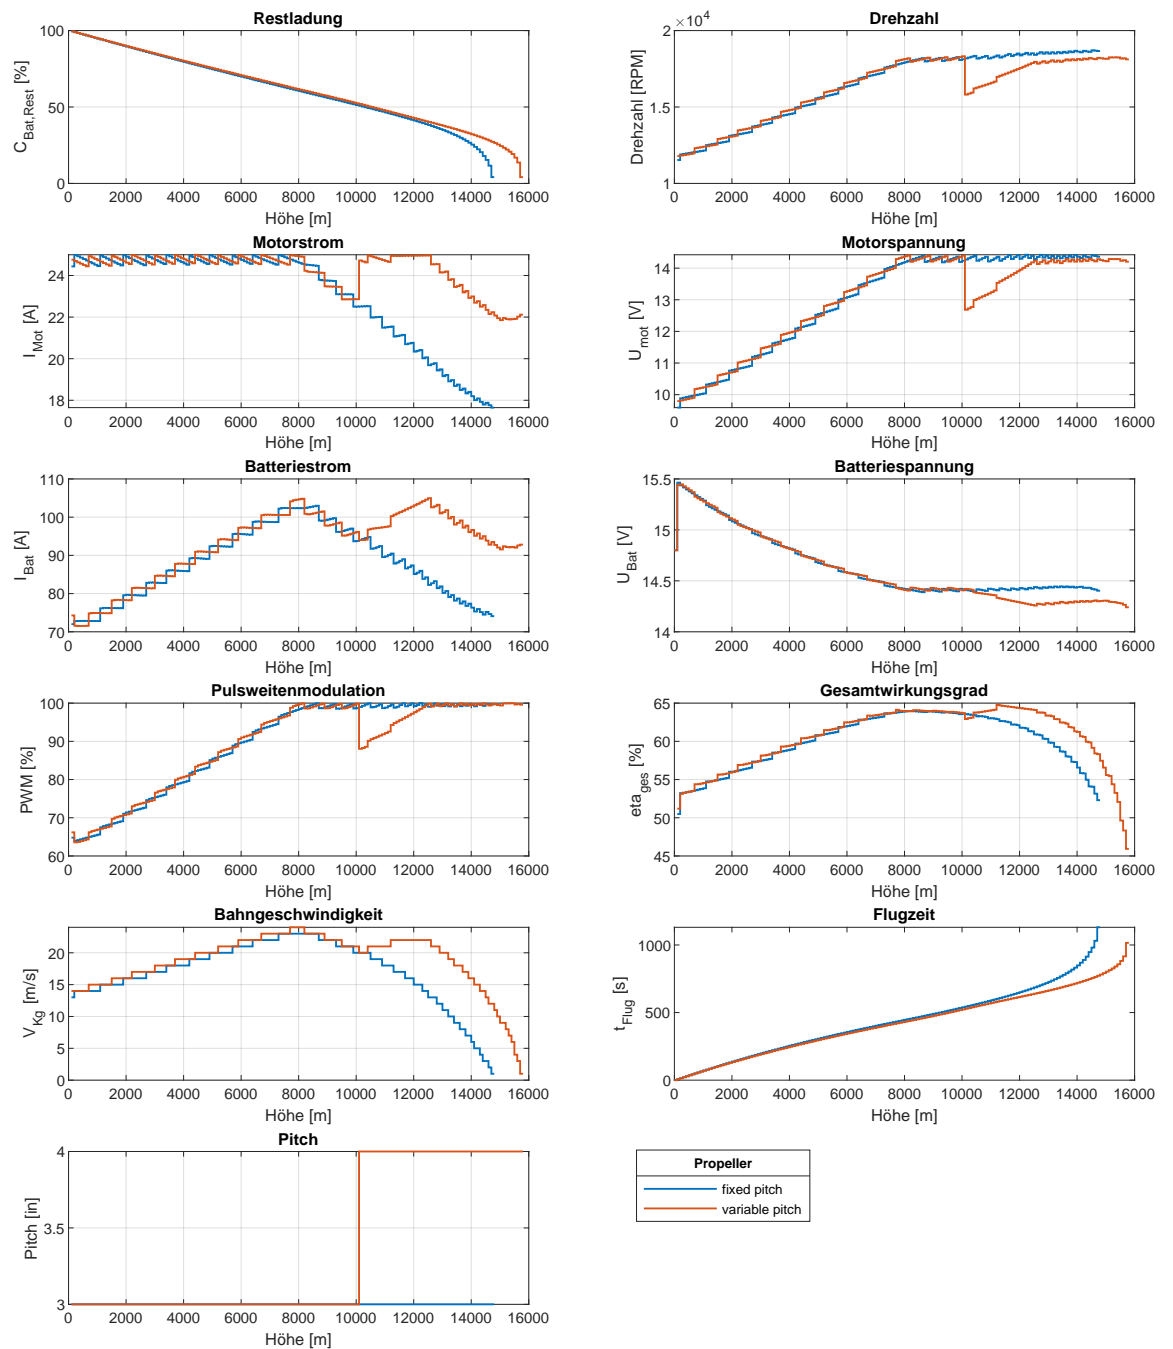 Restladung
C_Bat,Rest [%]
100
50
0
0 2000 4000 6000 8000 10000 12000 14000 16000
Höhe [m]
Drehzahl
×10^4
Drehzahl [RPM]
2
1.5
1
0 2000 4000 6000 8000 10000 12000 14000 16000
Höhe [m]
Motorstrom
I_Mot [A]
24
22
20
18
0 2000 4000 6000 8000 10000 12000 14000 16000
Höhe [m]
Motorspannung
U_mot [V]
14
13
12
11
10
0 2000 4000 6000 8000 10000 12000 14000 16000
Höhe [m]
Batteriestrom
I_Bat [A]
110
100
90
80
70
0 2000 4000 6000 8000 10000 12000 14000 16000
Höhe [m]
Batteriespannung
U_Bat [V]
15.5
15
14.5
14
0 2000 4000 6000 8000 10000 12000 14000 16000
Höhe [m]
Pulsweitenmodulation
PWM [%]
100
90
80
70
60
0 2000 4000 6000 8000 10000 12000 14000 16000
Höhe [m]
Gesamtwirkungsgrad
eta_ges [%]
65
60
55
50
45
0 2000 4000 6000 8000 10000 12000 14000 16000
Höhe [m]
Bahngeschwindigkeit
V_Kg [m/s]
20
15
10
5
0
0 2000 4000 6000 8000 10000 12000 14000 16000
Höhe [m]
Flugzeit
t_Flug [s]
1000
500
0
0 2000 4000 6000 8000 10000 12000 14000 16000
Höhe [m]
Pitch
Pitch [in]
4
3.5
3
0 2000 4000 6000 8000 10000 12000 14000 16000
Höhe [m]
Propeller
fixed pitch
variable pitch